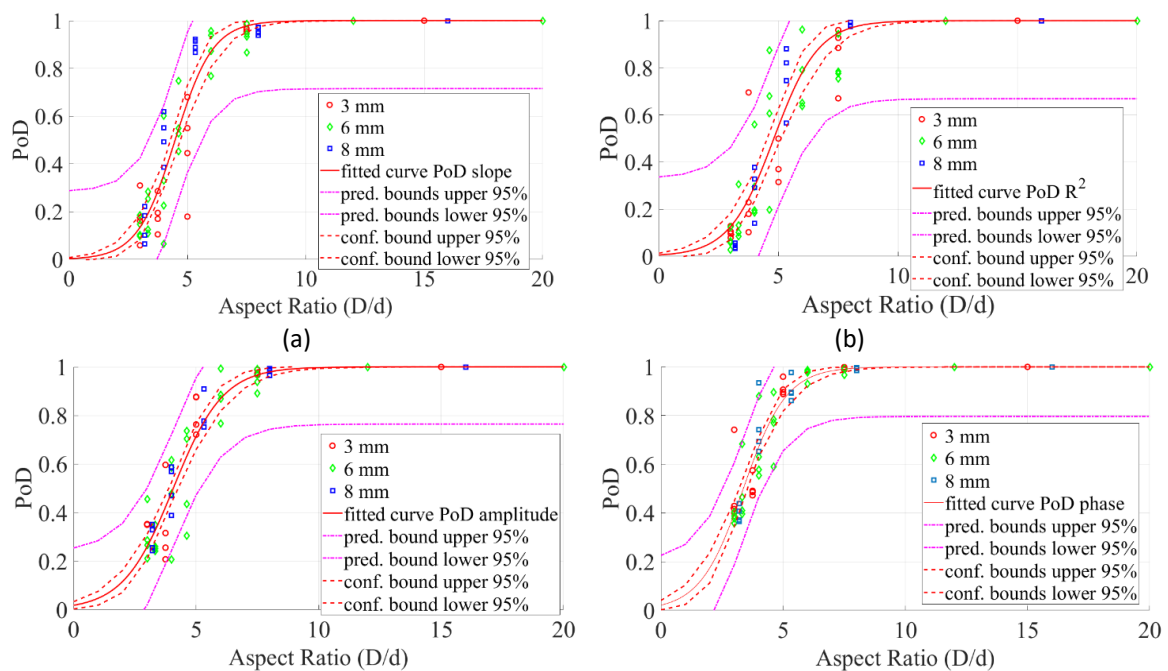 1
0.8
0.6
0.4
0.2
0
PoD
0 5 10 15 20
Aspect Ratio (D/d)
3 mm
6 mm
8 mm
fitted curve PoD slope
pred. bounds upper 95%
pred. bounds lower 95%
conf. bound upper 95%
conf. bound lower 95%
(a)
1
0.8
0.6
0.4
0.2
0
PoD
0 5 10 15 20
Aspect Ratio (D/d)
3 mm
6 mm
8 mm
fitted curve PoD R²
pred. bounds upper 95%
pred. bounds lower 95%
conf. bound upper 95%
conf. bound lower 95%
(b)
1
0.8
0.6
0.4
0.2
0
PoD
0 5 10 15 20
Aspect Ratio (D/d)
3 mm
6 mm
8 mm
fitted curve PoD amplitude
pred. bound upper 95%
pred. bound lower 95%
conf. bound upper 95%
conf. bound lower 95%
1
0.8
0.6
0.4
0.2
0
PoD
0 5 10 15 20
Aspect Ratio (D/d)
3 mm
6 mm
8 mm
fitted curve PoD phase
pred. bounds upper 95%
pred. bounds lower 95%
conf. bounds upper 95%
conf. bounds lower 95%